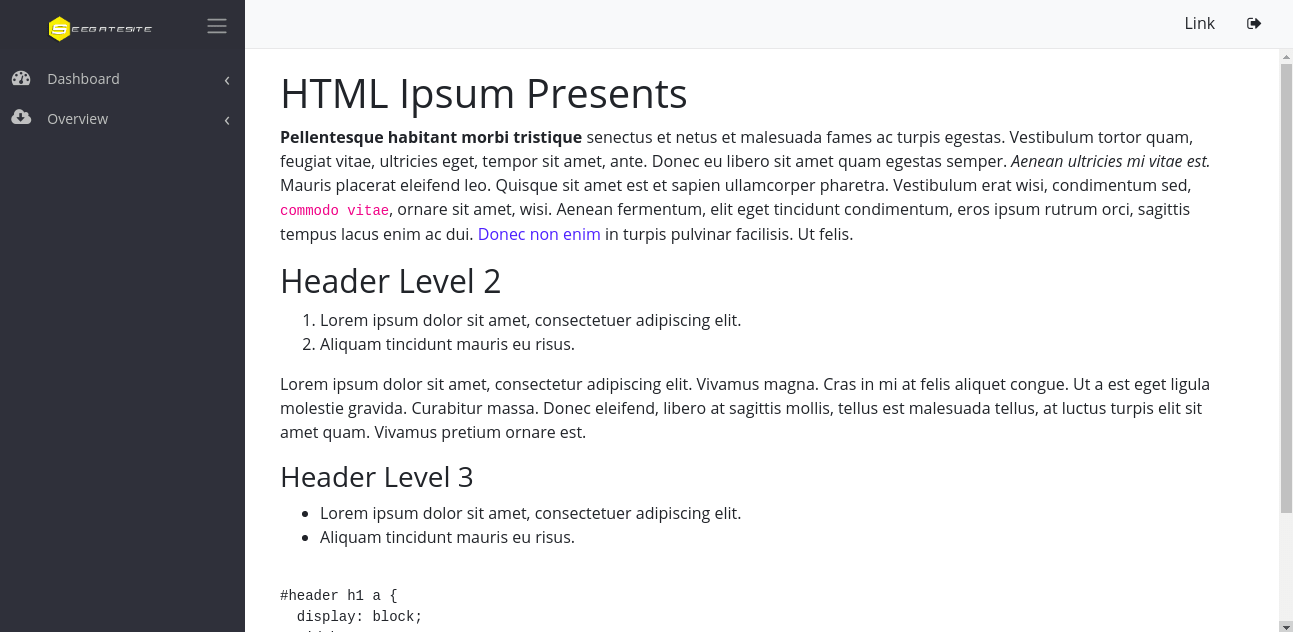 SEEGATESITE
Link
Dashboard
Overview
HTML Ipsum Presents
Pellentesque habitant morbi tristique senectus et netus et malesuada fames ac turpis egestas. Vestibulum tortor quam,
feugiat vitae, ultricies eget, tempor sit amet, ante. Donec eu libero sit amet quam egestas semper. Aenean ultricies mi vitae est.
Mauris placerat eleifend leo. Quisque sit amet est et sapien ullamcorper pharetra. Vestibulum erat wisi, condimentum sed,
commodo vitae, ornare sit amet, wisi. Aenean fermentum, elit eget tincidunt condimentum, eros ipsum rutrum orci, sagittis
tempus lacus enim ac dui. Donec non enim in turpis pulvinar facilisis. Ut felis.
Header Level 2
1. Lorem ipsum dolor sit amet, consectetuer adipiscing elit.
2. Aliquam tincidunt mauris eu risus.
Lorem ipsum dolor sit amet, consectetur adipiscing elit. Vivamus magna. Cras in mi at felis aliquet congue. Ut a est eget ligula
molestie gravida. Curabitur massa. Donec eleifend, libero at sagittis mollis, tellus est malesuada tellus, at luctus turpis elit sit
amet quam. Vivamus pretium ornare est.
Header Level 3
• Lorem ipsum dolor sit amet, consectetuer adipiscing elit.
• Aliquam tincidunt mauris eu risus.
#header h1 a {
display: block;